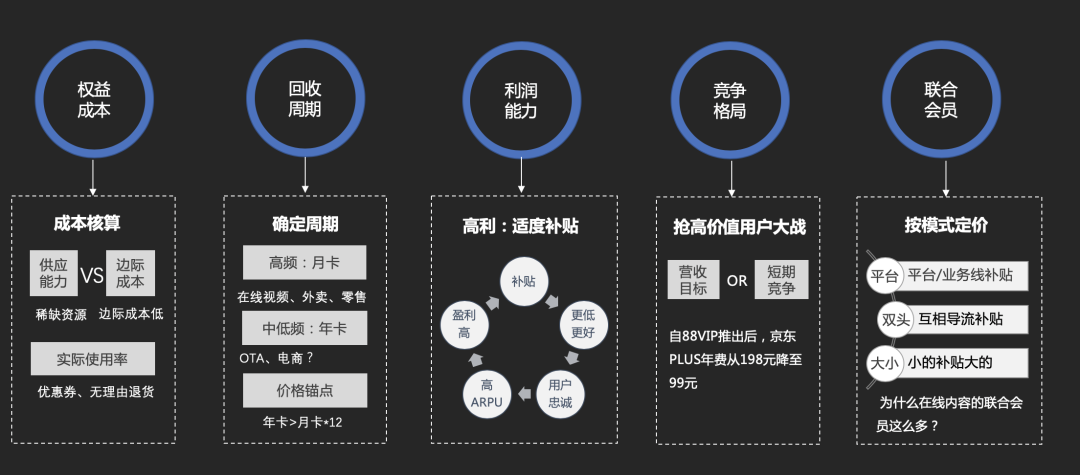 权益
成本
回收
周期
利润
能力
竞争
格局
联合
会员
成本核算
供应
能力
VS
边际
成本
稀缺资源
边际成本低
实际使用率
优惠券、无理由退货
确定周期
高频：月卡
在线视频、外卖、零售
中低频：年卡
OTA、电商？
价格锚点
年卡>月卡*12
高利：适度补贴
补贴
更低
更好
用户
忠诚
高
ARPU
盈利
高
抢高价值用户大战
营收
目标
OR
短期
竞争
自88VIP推出后，京东
PLUS年费从198元降至
99元
按模式定价
平台
平台/业务线补贴
双头
互相导流补贴
大小
小的补贴大的
为什么在线内容的联合会
员这么多？